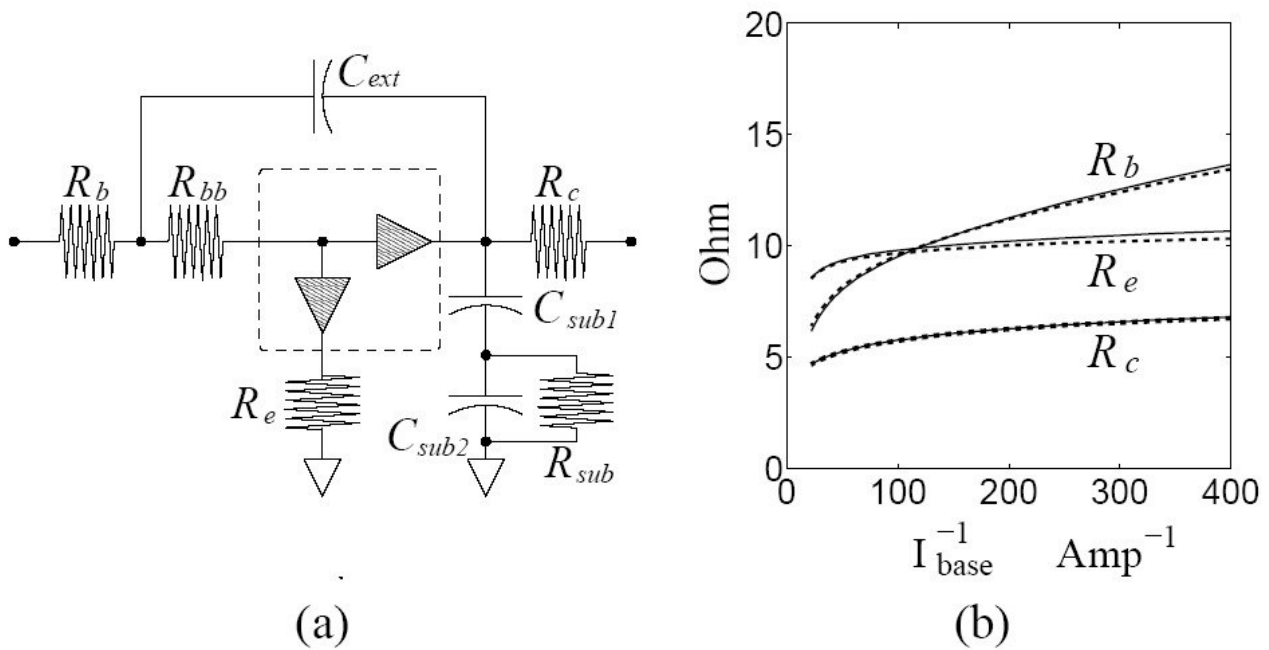 C_ext
R_b R_bb R_c
C_sub1
R_e
C_sub2
R_sub
(a)
20
15
10
5
0
Ohm
R_b
R_e
R_c
0 100 200 300 400
I_base^−1 Amp^−1
(b)